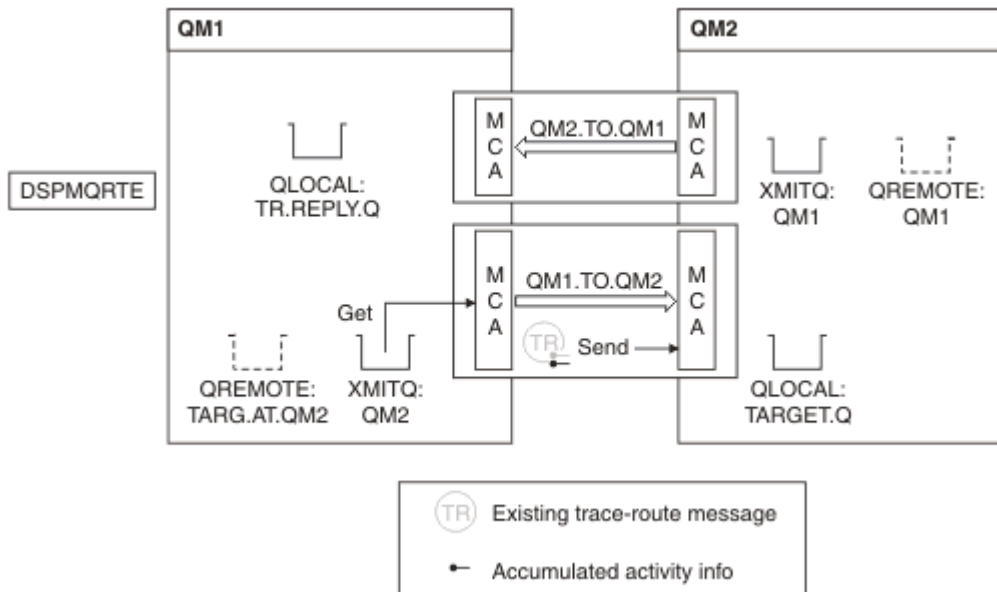 QM1
QM2
DSPMQRTE
QLOCAL:
TR.REPLY.Q
M
C
A
QM2.TO.QM1
M
C
A
XMITQ:
QM1
QREMOTE:
QM1
Get
M
C
A
QM1.TO.QM2
TR
Send
M
C
A
QREMOTE:
TARG.AT.QM2
XMITQ:
QM2
QLOCAL:
TARGET.Q
TR Existing trace-route message
Accumulated activity info